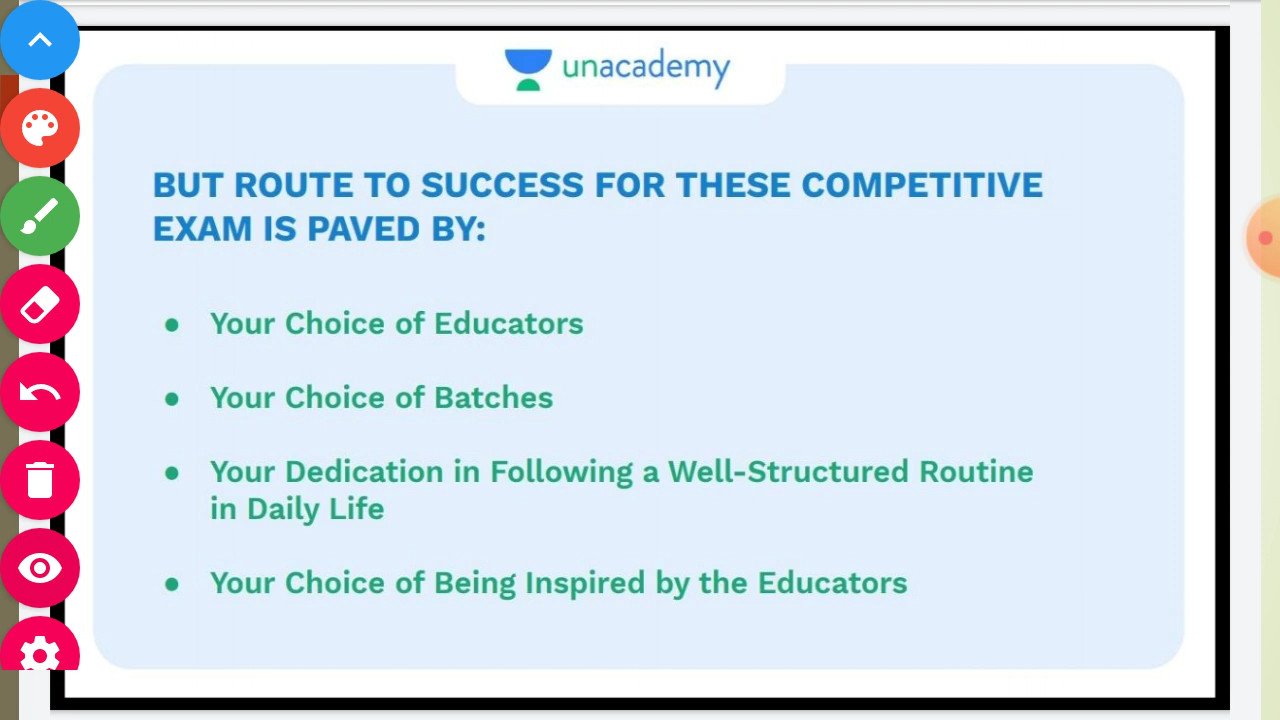 unacademy
BUT ROUTE TO SUCCESS FOR THESE COMPETITIVE
EXAM IS PAVED BY:
● Your Choice of Educators
● Your Choice of Batches
● Your Dedication in Following a Well-Structured Routine
in Daily Life
● Your Choice of Being Inspired by the Educators